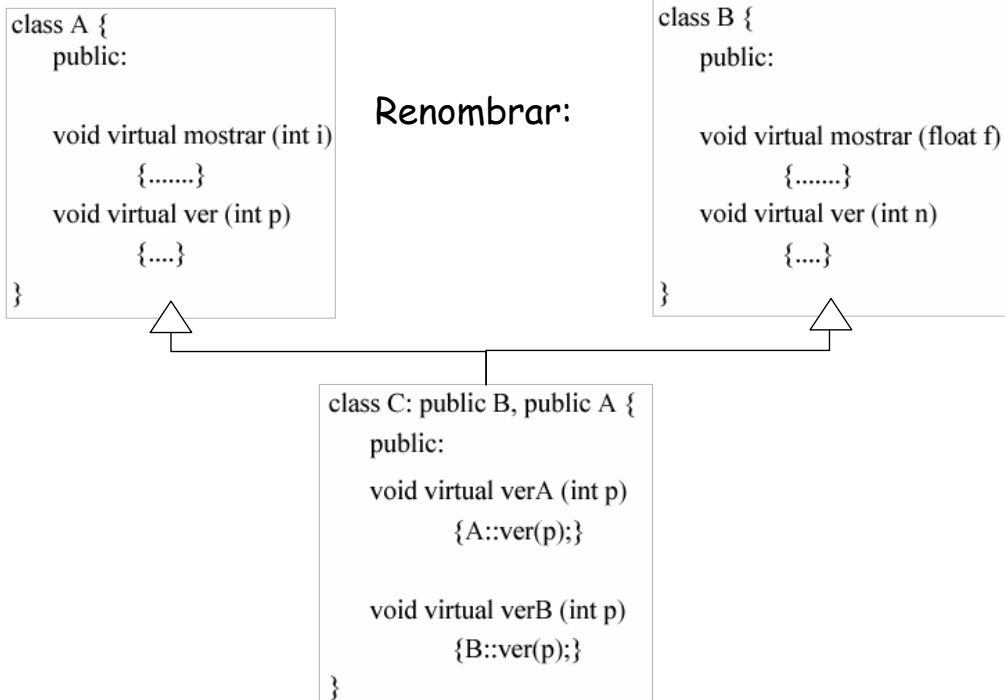 class A {
public:
void virtual mostrar (int i)
{.......}
void virtual ver (int p)
{....}
}
Renombrar:
class B {
public:
void virtual mostrar (float f)
{.......}
void virtual ver (int n)
{....}
}
class C: public B, public A {
public:
void virtual verA (int p)
{A::ver(p);}
void virtual verB (int p)
{B::ver(p);}
}